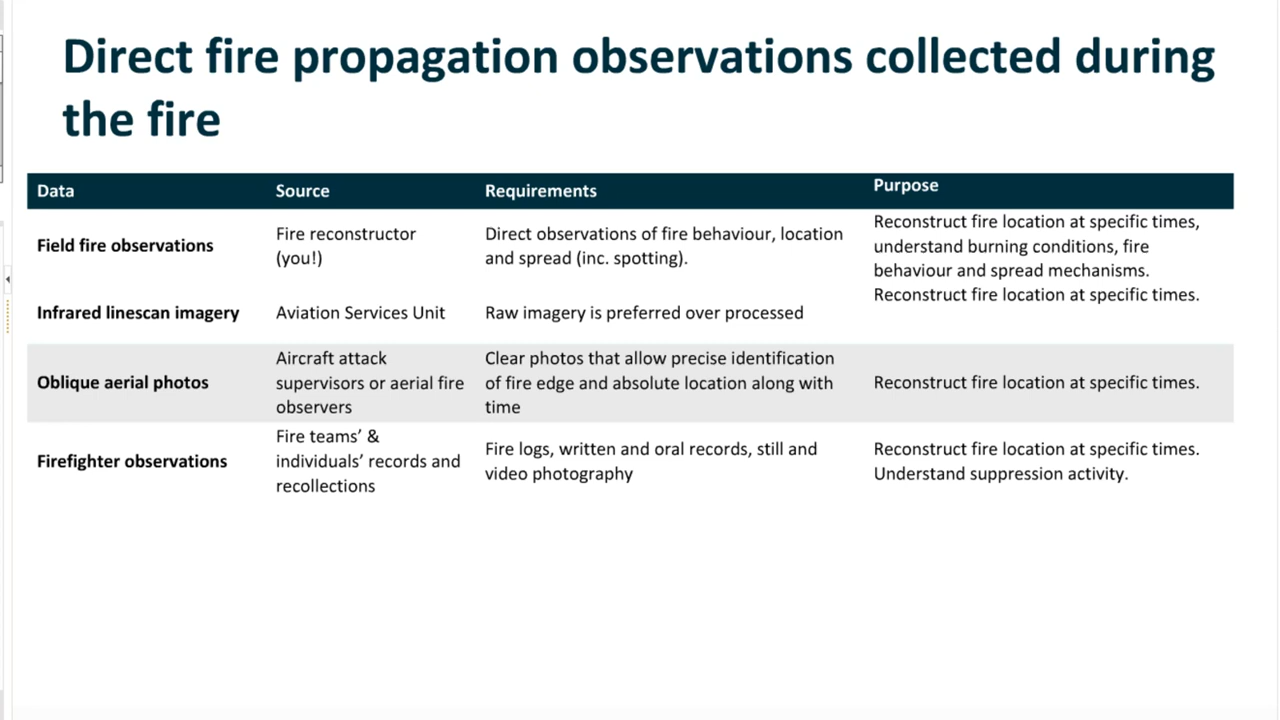 Direct fire propagation observations collected during
the fire
Data Source Requirements Purpose
Field fire observations
Fire reconstructor
(you!)
Direct observations of fire behaviour, location
and spread (inc. spotting).
Reconstruct fire location at specific times,
understand burning conditions, fire
behaviour and spread mechanisms.
Infrared linescan imagery
Aviation Services Unit
Raw imagery is preferred over processed
Reconstruct fire location at specific times.
Oblique aerial photos
Aircraft attack
supervisors or aerial fire
observers
Clear photos that allow precise identification
of fire edge and absolute location along with
time
Reconstruct fire location at specific times.
Firefighter observations
Fire teams’ &
individuals’ records and
recollections
Fire logs, written and oral records, still and
video photography
Reconstruct fire location at specific times.
Understand suppression activity.